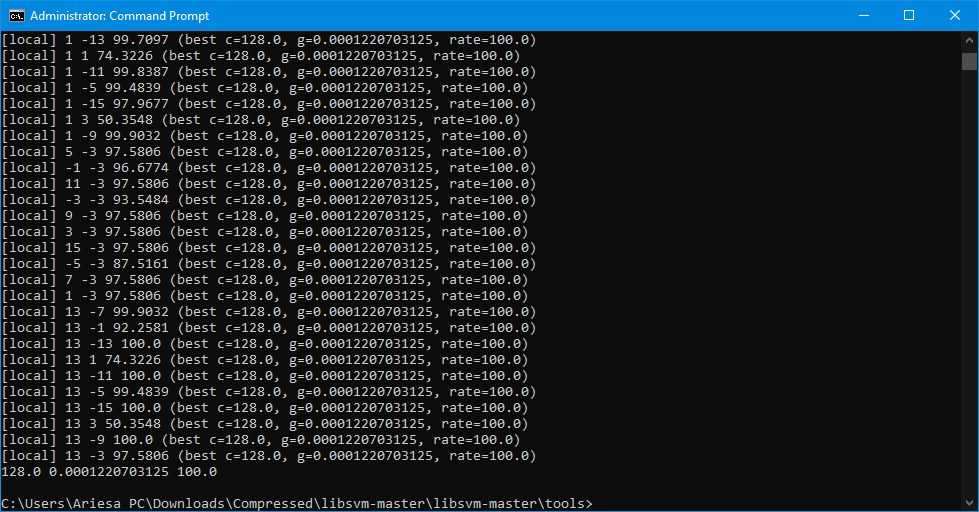 Administrator: Command Prompt
[local] 1 -13 99.7097 (best c=128.0, g=0.0001220703125, rate=100.0)
[local] 1 1 74.3226 (best c=128.0, g=0.0001220703125, rate=100.0)
[local] 1 -11 99.8387 (best c=128.0, g=0.0001220703125, rate=100.0)
[local] 1 -5 99.4839 (best c=128.0, g=0.0001220703125, rate=100.0)
[local] 1 -15 97.9677 (best c=128.0, g=0.0001220703125, rate=100.0)
[local] 1 3 50.3548 (best c=128.0, g=0.0001220703125, rate=100.0)
[local] 1 -9 99.9032 (best c=128.0, g=0.0001220703125, rate=100.0)
[local] 5 -3 97.5806 (best c=128.0, g=0.0001220703125, rate=100.0)
[local] -1 -3 96.6774 (best c=128.0, g=0.0001220703125, rate=100.0)
[local] 11 -3 97.5806 (best c=128.0, g=0.0001220703125, rate=100.0)
[local] -3 -3 93.5484 (best c=128.0, g=0.0001220703125, rate=100.0)
[local] 9 -3 97.5806 (best c=128.0, g=0.0001220703125, rate=100.0)
[local] 3 -3 97.5806 (best c=128.0, g=0.0001220703125, rate=100.0)
[local] 15 -3 97.5806 (best c=128.0, g=0.0001220703125, rate=100.0)
[local] -5 -3 87.5161 (best c=128.0, g=0.0001220703125, rate=100.0)
[local] 7 -3 97.5806 (best c=128.0, g=0.0001220703125, rate=100.0)
[local] 1 -3 97.5806 (best c=128.0, g=0.0001220703125, rate=100.0)
[local] 13 -7 99.9032 (best c=128.0, g=0.0001220703125, rate=100.0)
[local] 13 -1 92.2581 (best c=128.0, g=0.0001220703125, rate=100.0)
[local] 13 -13 100.0 (best c=128.0, g=0.0001220703125, rate=100.0)
[local] 13 1 74.3226 (best c=128.0, g=0.0001220703125, rate=100.0)
[local] 13 -11 100.0 (best c=128.0, g=0.0001220703125, rate=100.0)
[local] 13 -5 99.4839 (best c=128.0, g=0.0001220703125, rate=100.0)
[local] 13 -15 100.0 (best c=128.0, g=0.0001220703125, rate=100.0)
[local] 13 3 50.3548 (best c=128.0, g=0.0001220703125, rate=100.0)
[local] 13 -9 100.0 (best c=128.0, g=0.0001220703125, rate=100.0)
[local] 13 -3 97.5806 (best c=128.0, g=0.0001220703125, rate=100.0)
128.0 0.0001220703125 100.0
C:\Users\Ariesa PC\Downloads\Compressed\libsvm-master\libsvm-master\tools>